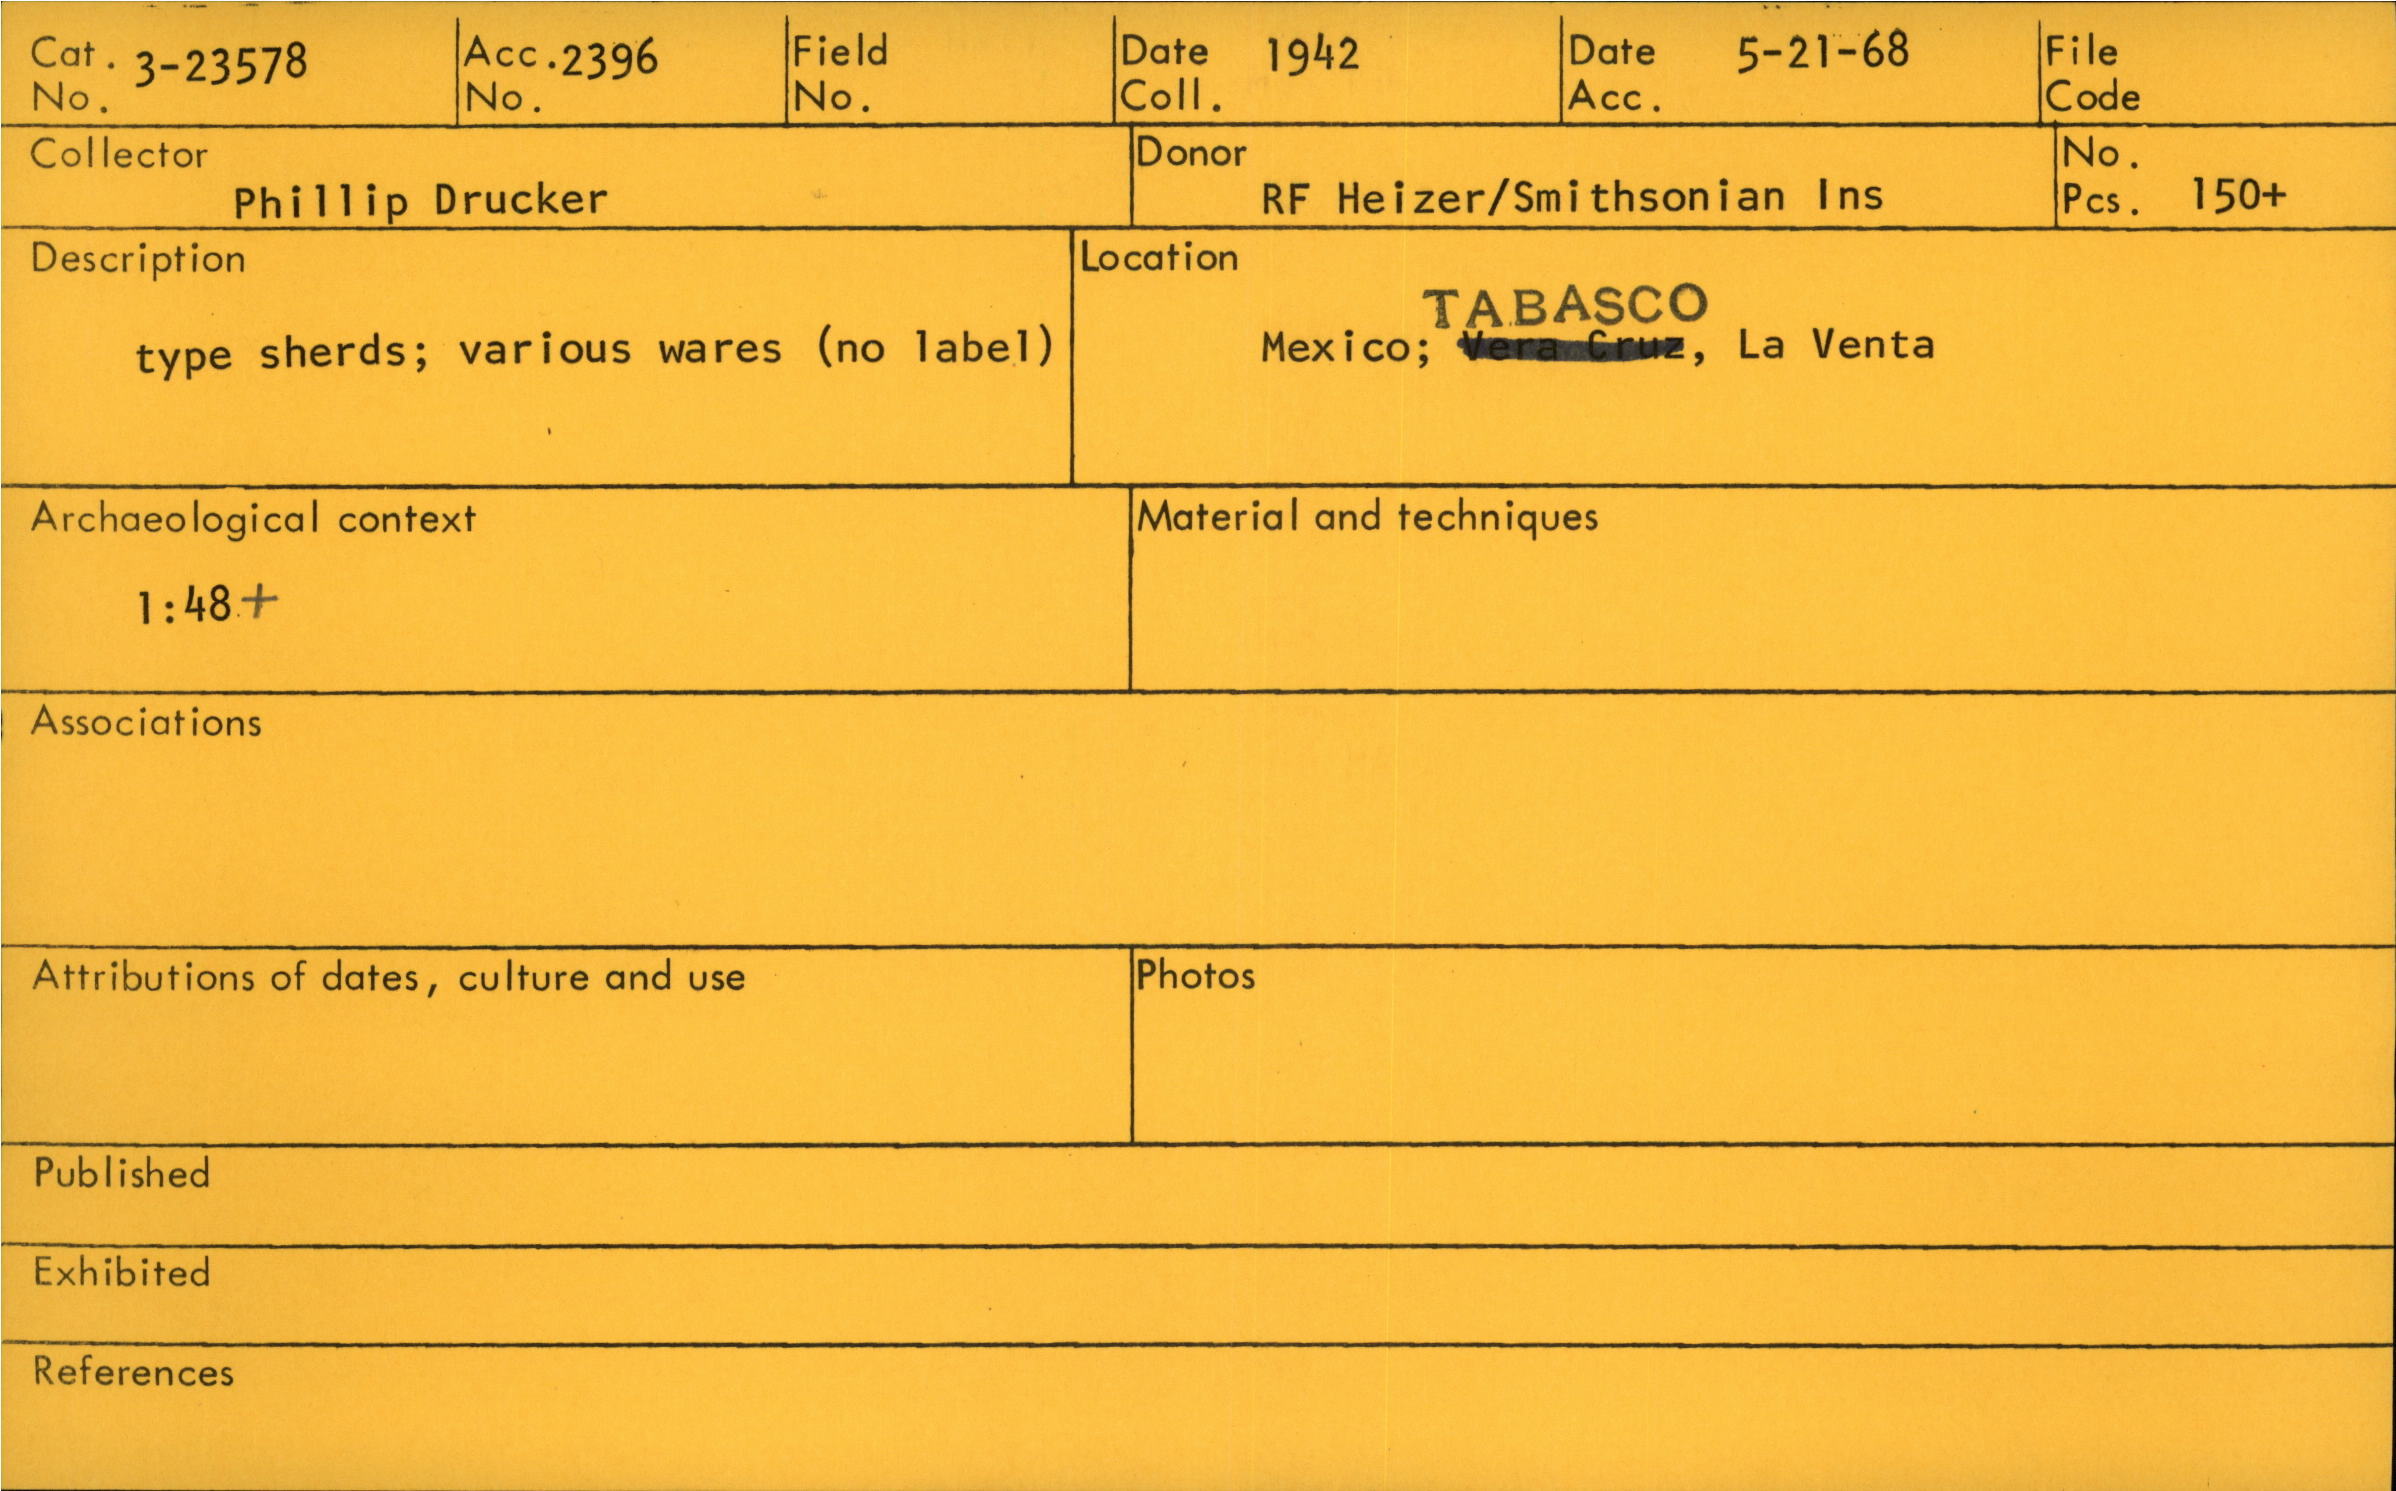 Cat. No. 3-23578
Acc. No. 2396
Field No.
Date Coll. 1942
Date Acc. 5-21-68
File Code
Collector
Phillip Drucker
Donor
RF Heizer/Smithsonian Ins
No. Pcs. 150+
Description
type sherds; various wares (no label)
Location
TABASCO
Mexico; Vera Cruz, La Venta
Archaeological context
1:48+
Material and techniques
Associations
Attributions of dates, culture and use
Photos
Published
Exhibited
References